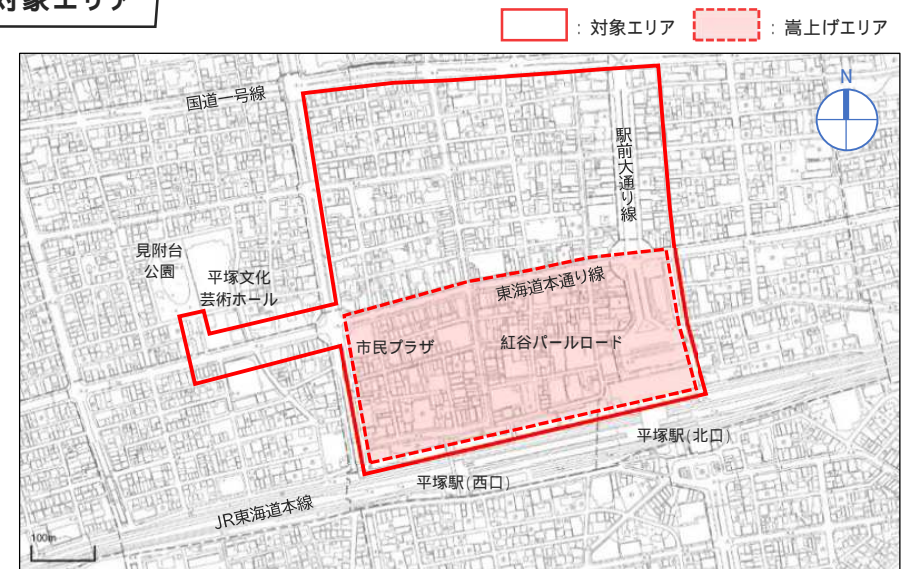 対象エリア
：対象エリア
：嵩上げエリア
N
国道一号線
駅前大通り線
見附台
公園
平塚文化
芸術ホール
東海道本通り線
市民プラザ
紅谷パールロード
平塚駅(北口)
平塚駅(西口)
JR東海道本線
100m